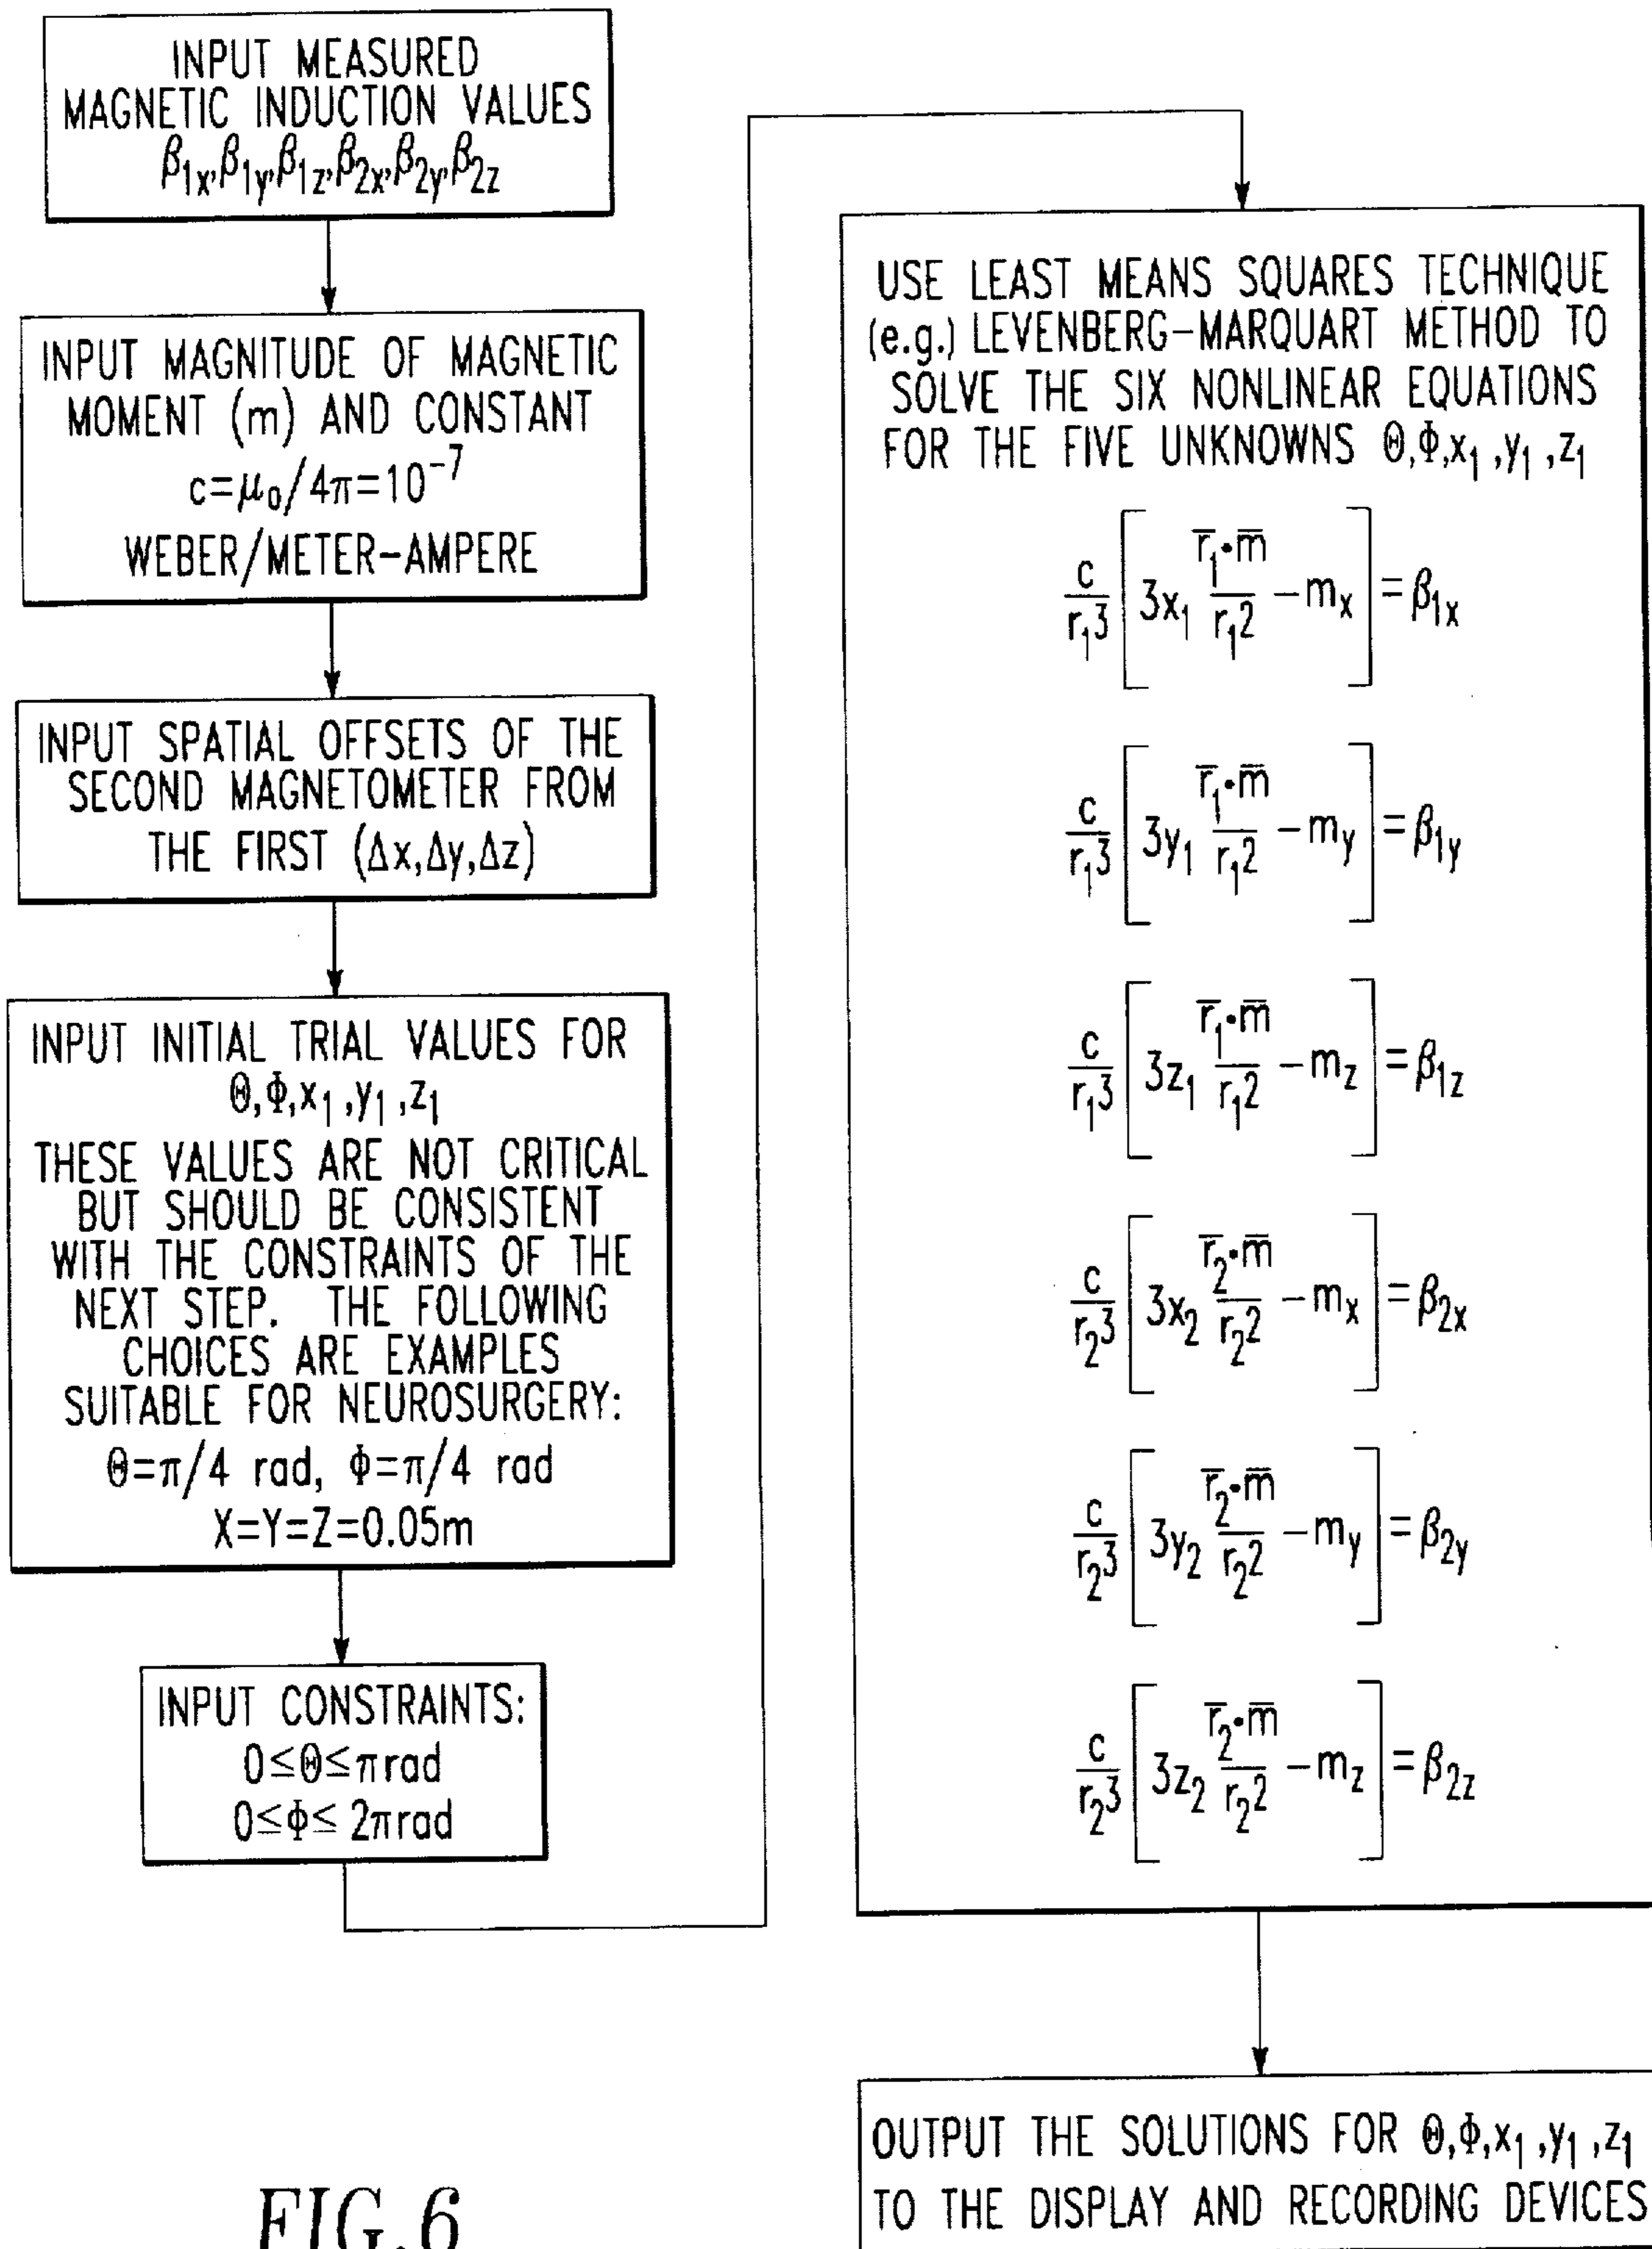 INPUT MEASURED
MAGNETIC INDUCTION VALUES
β1x,β1y,β1z,β2x,β2y,β2z
INPUT MAGNITUDE OF MAGNETIC
MOMENT (m) AND CONSTANT
c=μ0/4π=10^-7
WEBER/METER-AMPERE
INPUT SPATIAL OFFSETS OF THE
SECOND MAGNETOMETER FROM
THE FIRST (Δx,Δy,Δz)
INPUT INITIAL TRIAL VALUES FOR
Θ,Φ,x1,y1,z1
THESE VALUES ARE NOT CRITICAL
BUT SHOULD BE CONSISTENT
WITH THE CONSTRAINTS OF THE
NEXT STEP. THE FOLLOWING
CHOICES ARE EXAMPLES
SUITABLE FOR NEUROSURGERY:
Θ=π/4 rad, Φ=π/4 rad
X=Y=Z=0.05m
INPUT CONSTRAINTS:
0≤Θ≤πrad
0≤Φ≤ 2πrad
USE LEAST MEANS SQUARES TECHNIQUE
(e.g.) LEVENBERG-MARQUART METHOD TO
SOLVE THE SIX NONLINEAR EQUATIONS
FOR THE FIVE UNKNOWNS Θ,Φ,x1,y1,z1
c/r1^3 [3x1 (r̅1•m̅)/r1^2 -mx] = β1x
c/r1^3 [3y1 (r̅1•m̅)/r1^2 -my] = β1y
c/r1^3 [3z1 (r̅1•m̅)/r1^2 -mz] = β1z
c/r2^3 [3x2 (r̅2•m̅)/r2^2 -mx] = β2x
c/r2^3 [3y2 (r̅2•m̅)/r2^2 -my] = β2y
c/r2^3 [3z2 (r̅2•m̅)/r2^2 -mz] = β2z
OUTPUT THE SOLUTIONS FOR Θ,Φ,x1,y1,z1
TO THE DISPLAY AND RECORDING DEVICES
FIG.6